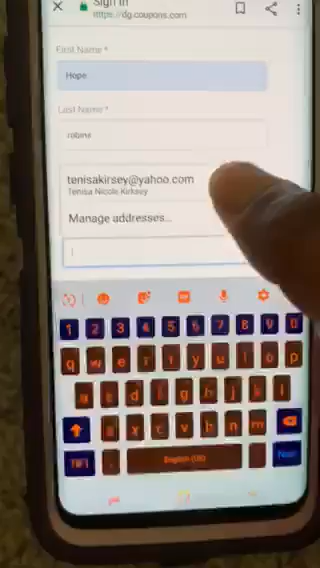 Sign in
https://dg.coupons.com
First Name *
Hope
Last Name *
robins
tenisakirsey@yahoo.com
Tenisa Nicole Kirksey
Manage addresses...
GIF
1 2 3 4 5 6 7 8 9 0
q w e r t y u i o p
a s d f g h j k l
z x c v b n m
!#1 , English (US) .
Next